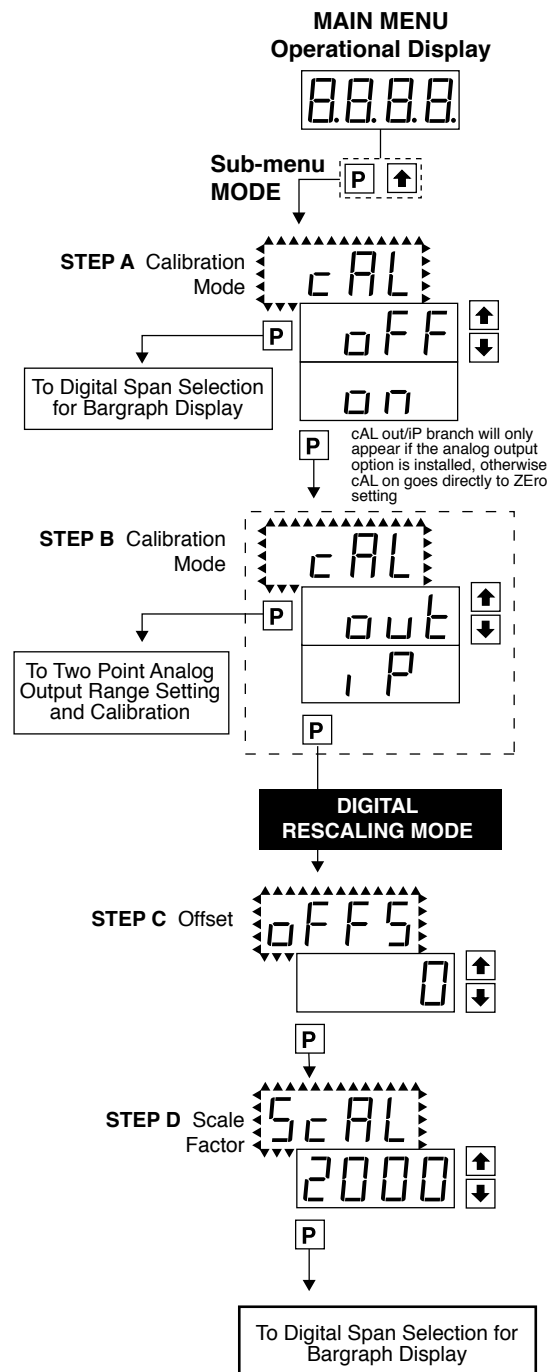 MAIN MENU
Operational Display
8.8.8.8.
Sub-menu
MODE
P
STEP A Calibration
Mode
cAL
P
oFF
on
To Digital Span Selection
for Bargraph Display
P
cAL out/iP branch will only
appear if the analog output
option is installed, otherwise
cAL on goes directly to ZEro
setting
STEP B Calibration
Mode
cAL
P
out
iP
To Two Point Analog
Output Range Setting
and Calibration
P
DIGITAL
RESCALING MODE
STEP C Offset
oFFS
0
P
STEP D Scale
Factor
ScAL
2000
P
To Digital Span Selection for
Bargraph Display